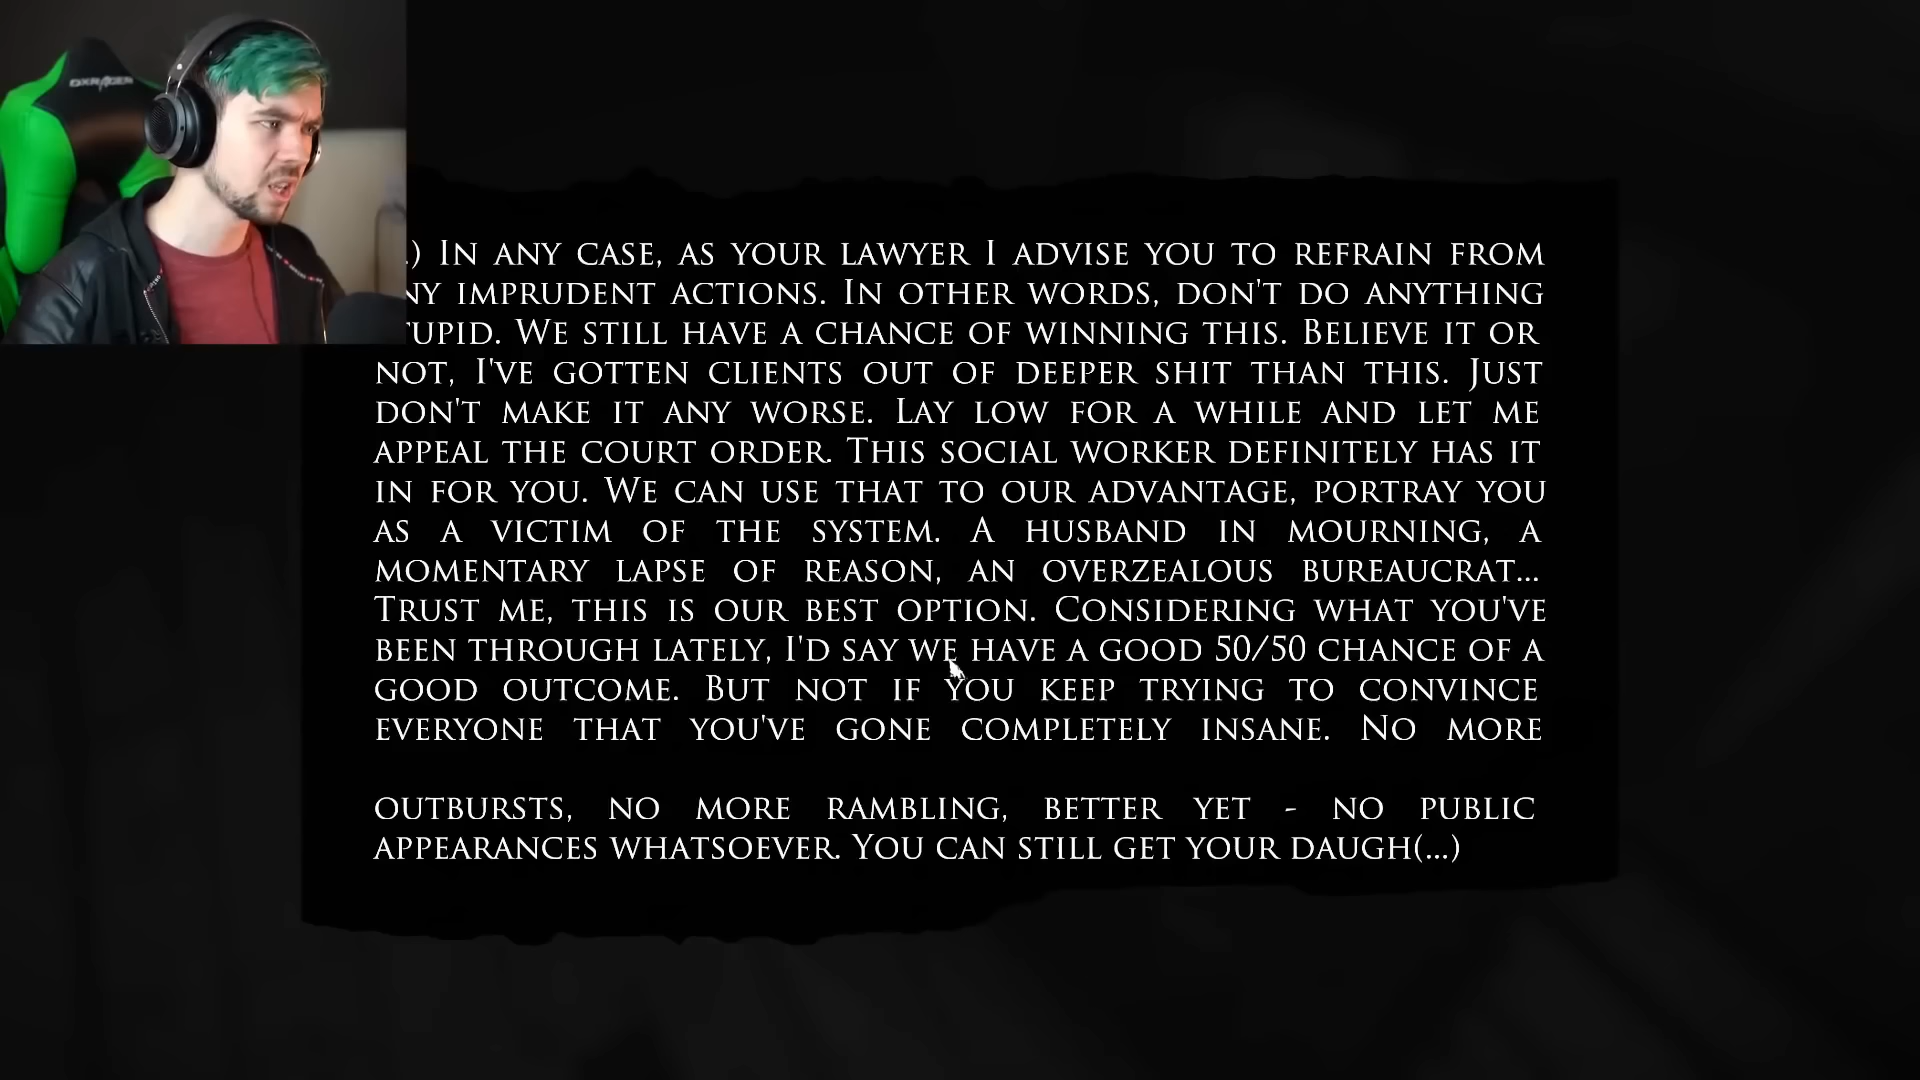 DXRACER
.) In any case, as your lawyer I advise you to refrain from
ny imprudent actions. In other words, don't do anything
tupid. We still have a chance of winning this. Believe it or
not, I've gotten clients out of deeper shit than this. Just
don't make it any worse. Lay low for a while and let me
appeal the court order. This social worker definitely has it
in for you. We can use that to our advantage, portray you
as a victim of the system. A husband in mourning, a
momentary lapse of reason, an overzealous bureaucrat...
Trust me, this is our best option. Considering what you've
been through lately, I'd say we have a good 50/50 chance of a
good outcome. But not if you keep trying to convince
everyone that you've gone completely insane. No more
outbursts, no more rambling, better yet - no public
appearances whatsoever. You can still get your daugh(...)